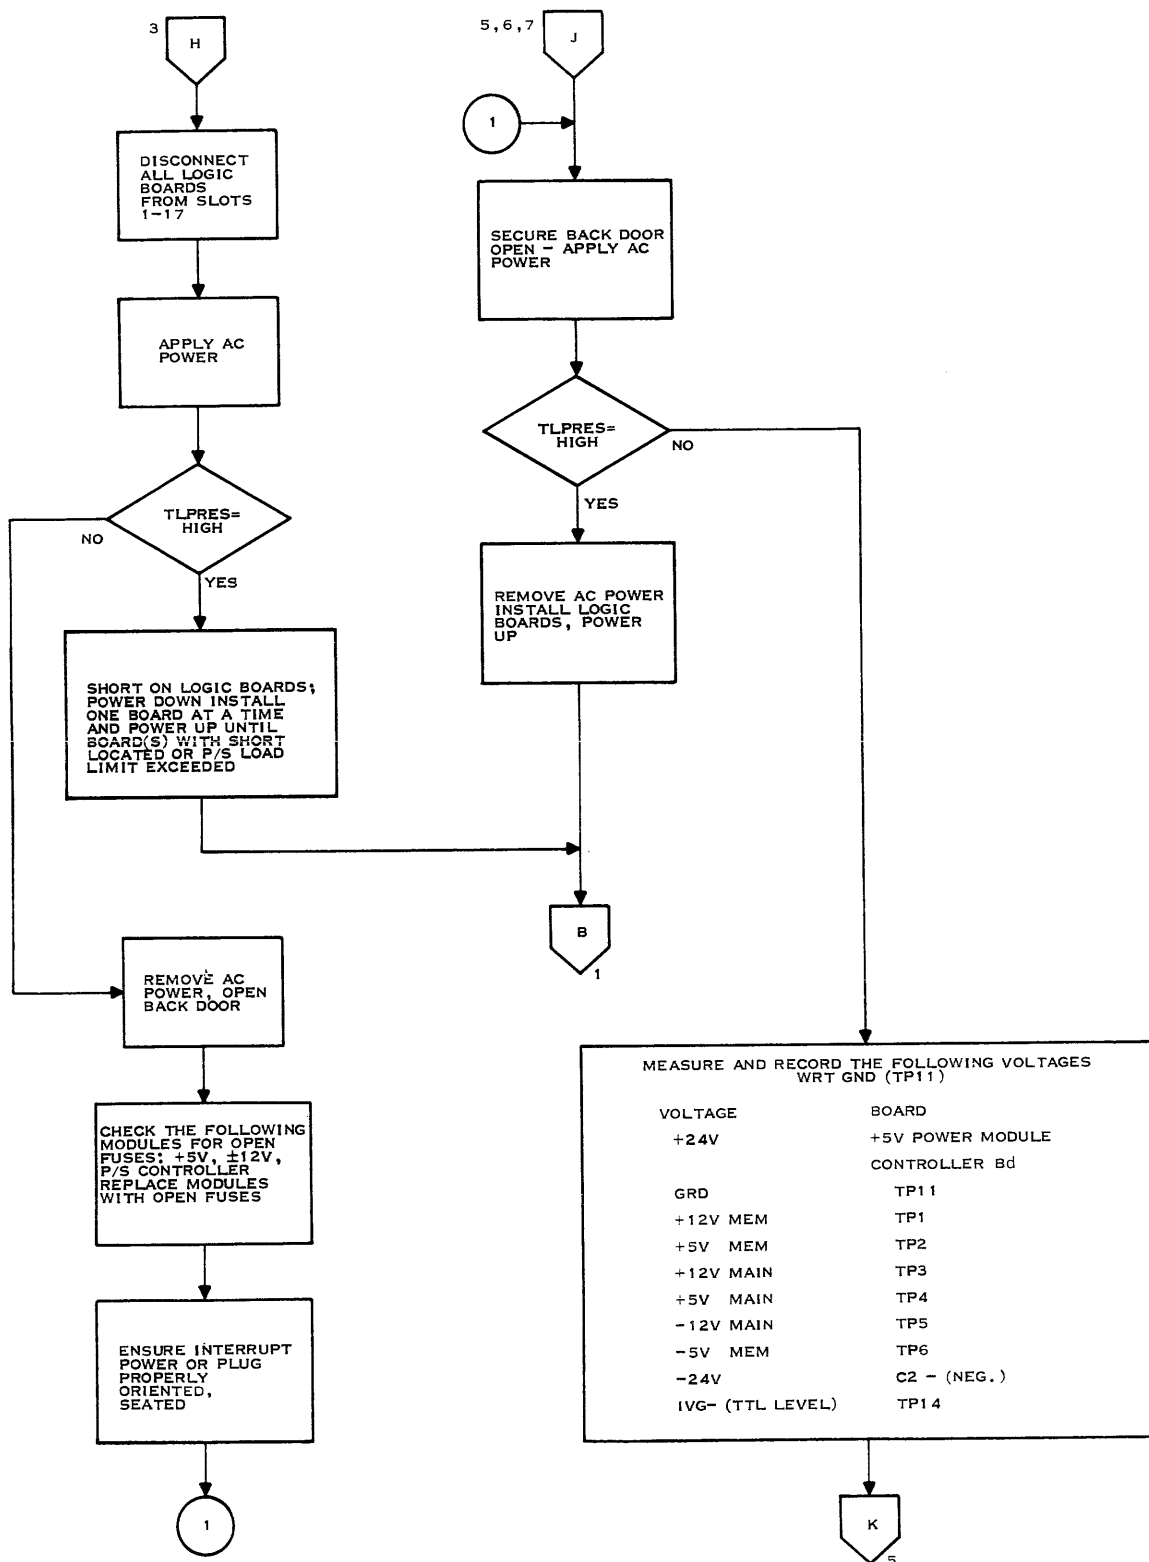 3
H
DISCONNECT
ALL LOGIC
BOARDS
FROM SLOTS
1-17
APPLY AC
POWER
TLPRES=
HIGH
NO
YES
SHORT ON LOGIC BOARDS;
POWER DOWN INSTALL
ONE BOARD AT A TIME
AND POWER UP UNTIL
BOARD(S) WITH SHORT
LOCATED OR P/S LOAD
LIMIT EXCEEDED
REMOVE AC
POWER, OPEN
BACK DOOR
CHECK THE FOLLOWING
MODULES FOR OPEN
FUSES: +5V, ±12V,
P/S CONTROLLER
REPLACE MODULES
WITH OPEN FUSES
ENSURE INTERRUPT
POWER OR PLUG
PROPERLY
ORIENTED,
SEATED
1
5,6,7
J
1
SECURE BACK DOOR
OPEN - APPLY AC
POWER
TLPRES=
HIGH
NO
YES
REMOVE AC POWER
INSTALL LOGIC
BOARDS, POWER
UP
B
1
MEASURE AND RECORD THE FOLLOWING VOLTAGES
WRT GND (TP11)
VOLTAGE BOARD
+24V +5V POWER MODULE
CONTROLLER Bd
GRD TP11
+12V MEM TP1
+5V MEM TP2
+12V MAIN TP3
+5V MAIN TP4
-12V MAIN TP5
-5V MEM TP6
-24V C2 - (NEG.)
IVG- (TTL LEVEL) TP14
K
5